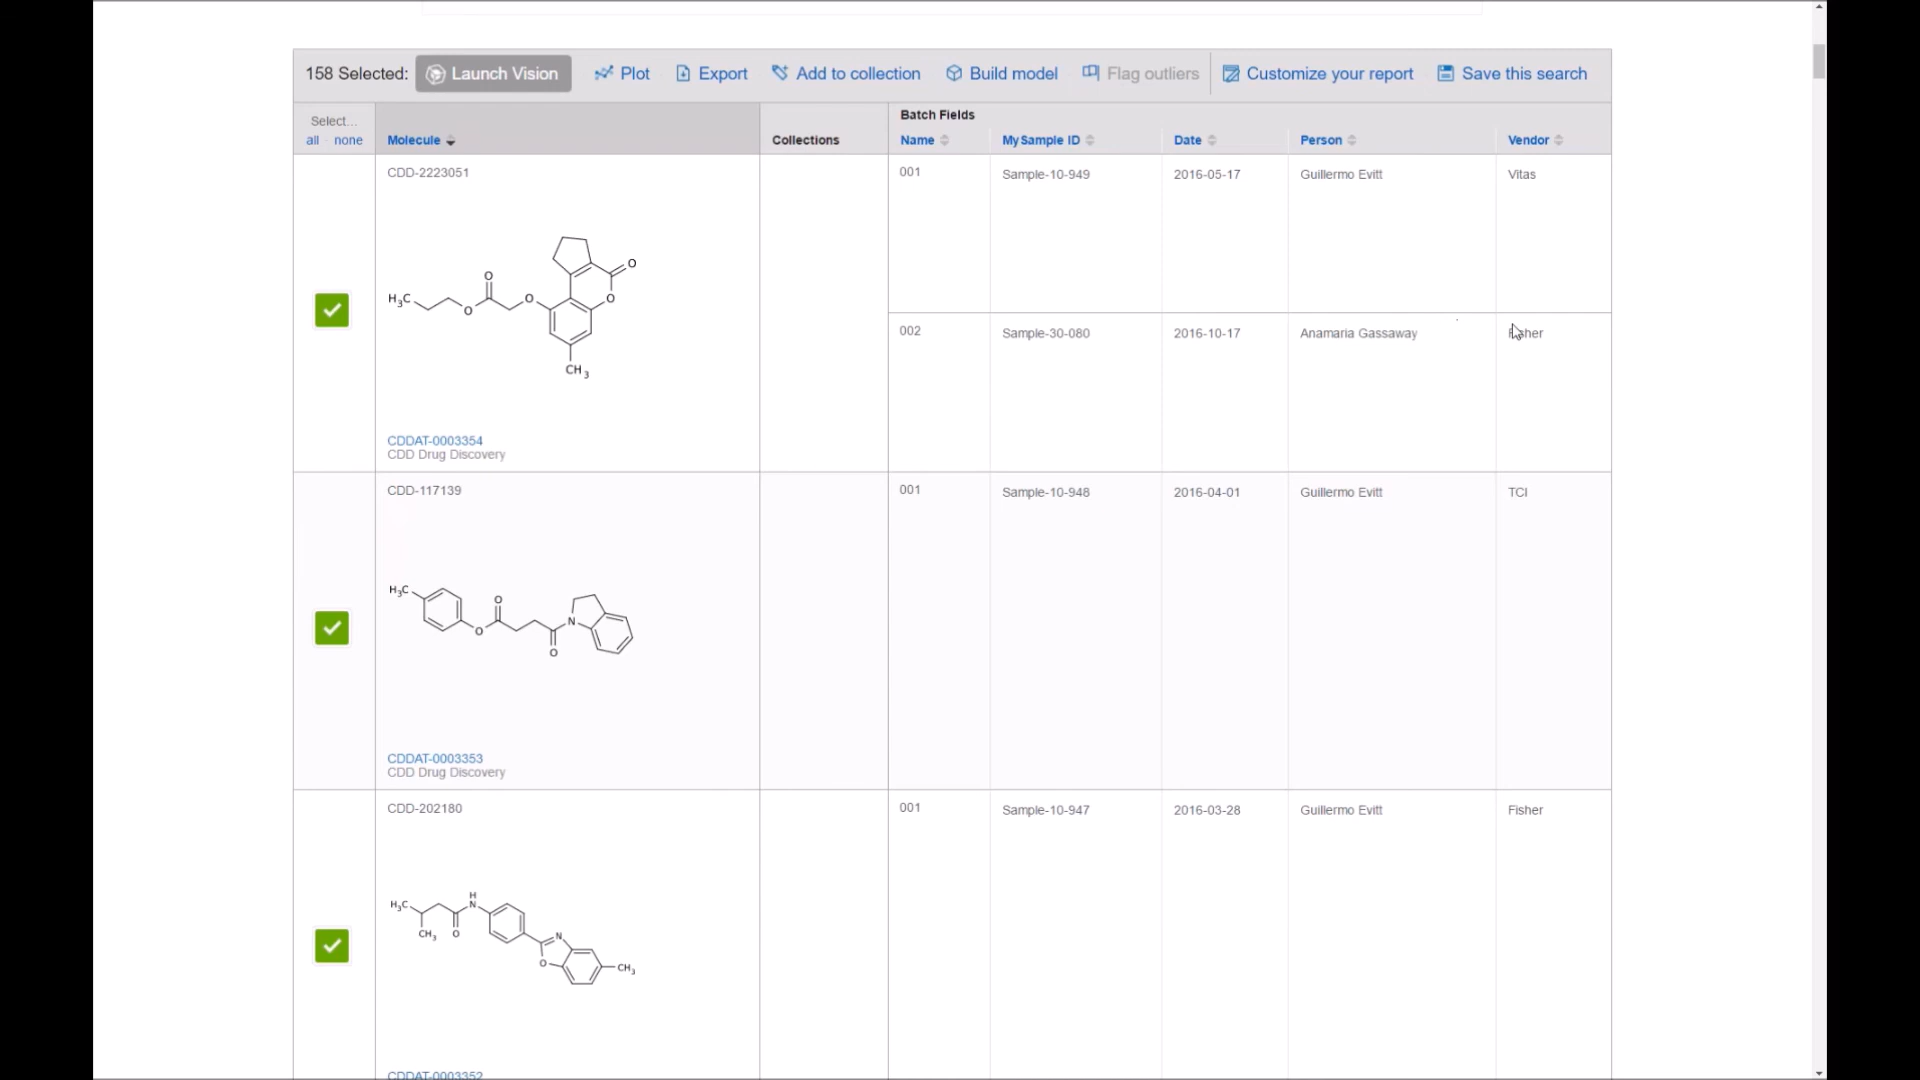 158 Selected: Launch Vision Plot Export Add to collection Build model Flag outliers Customize your report Save this search
Select...
all - none
Molecule
Collections
Batch Fields
Name MySample ID Date Person Vendor
CDD-2223051
001 Sample-10-949 2016-05-17 Guillermo Evitt Vitas
O
O
H3C
O
O
O
CH3
002 Sample-30-080 2016-10-17 Anamaria Gassaway Fisher
CDDAT-0003354
CDD Drug Discovery
CDD-117139
001 Sample-10-948 2016-04-01 Guillermo Evitt TCI
H3C
O
N
O
O
CDDAT-0003353
CDD Drug Discovery
CDD-202180
001 Sample-10-947 2016-03-28 Guillermo Evitt Fisher
H
H3C
N
CH3
O
N
O
CH3
CDDAT-0003352